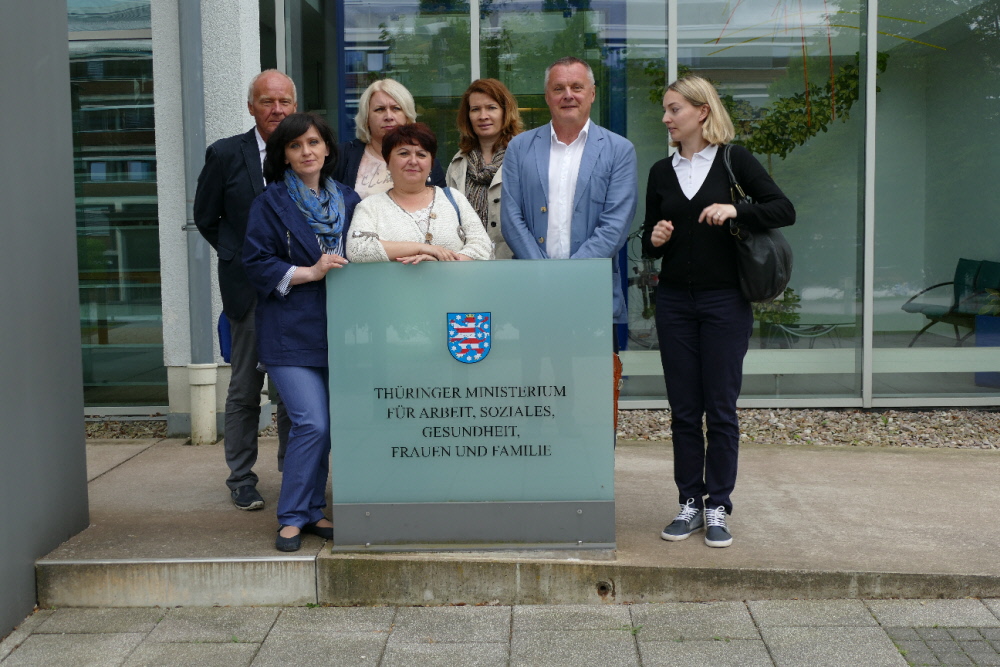 THÜRINGER MINISTERIUM
FÜR ARBEIT, SOZIALES,
GESUNDHEIT,
FRAUEN UND FAMILIE